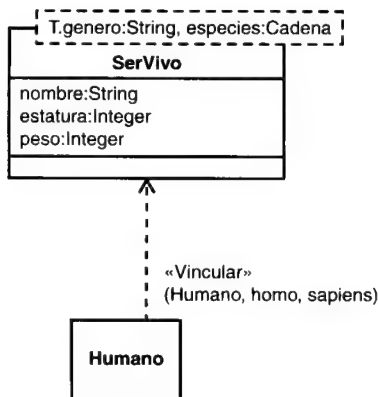 T.genero:String, especies:Cadena
SerVivo
nombre:String
estatura:Integer
peso:Integer
«Vincular»
(Humano, homo, sapiens)
Humano